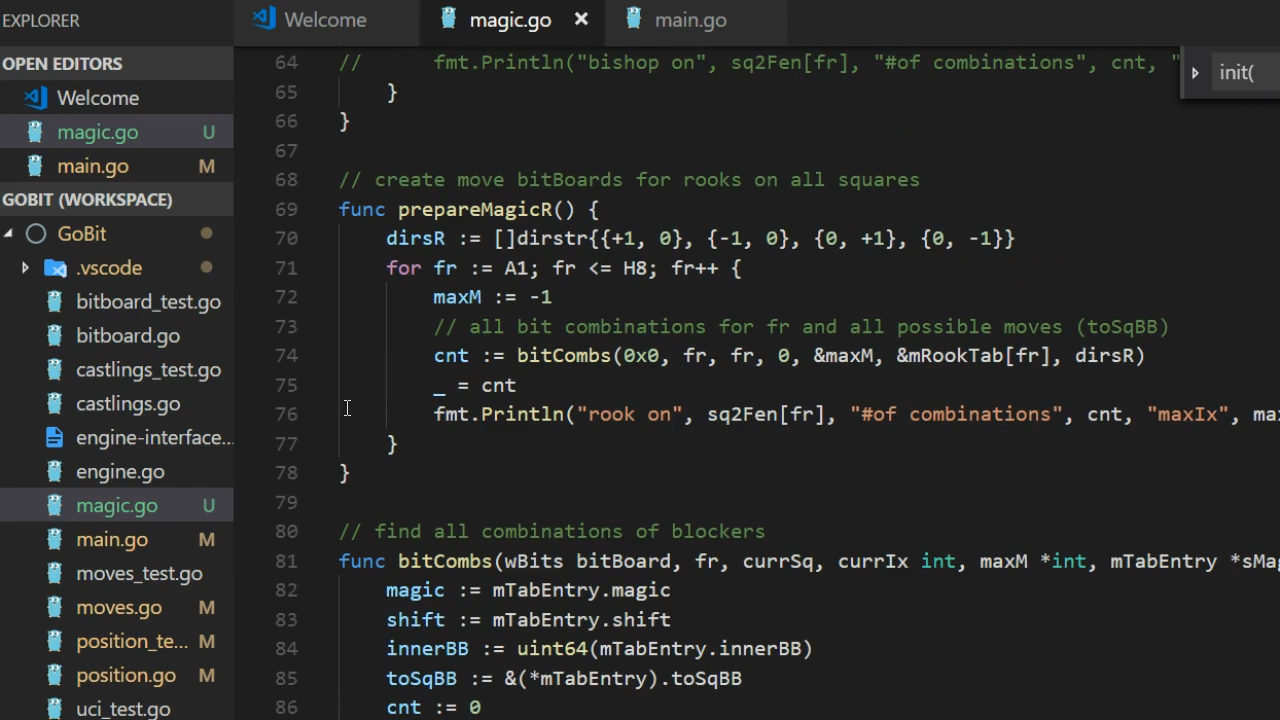 EXPLORER
OPEN EDITORS
Welcome
magic.go U
main.go M
GOBIT (WORKSPACE)
GoBit
.vscode
bitboard_test.go
bitboard.go
castlings_test.go
castlings.go
engine-interface...
engine.go
magic.go U
main.go M
moves_test.go
moves.go M
position_te... M
position.go M
uci_test.go
Welcome magic.go × main.go
init(
64 // fmt.Println("bishop on", sq2Fen[fr], "#of combinations", cnt, "
65 }
66 }
67
68 // create move bitBoards for rooks on all squares
69 func prepareMagicR() {
70 dirsR := []dirstr{{+1, 0}, {-1, 0}, {0, +1}, {0, -1}}
71 for fr := A1; fr <= H8; fr++ {
72 maxM := -1
73 // all bit combinations for fr and all possible moves (toSqBB)
74 cnt := bitCombs(0x0, fr, fr, 0, &maxM, &mRookTab[fr], dirsR)
75 _ = cnt
76 fmt.Println("rook on", sq2Fen[fr], "#of combinations", cnt, "maxIx", ma
77 }
78 }
79
80 // find all combinations of blockers
81 func bitCombs(wBits bitBoard, fr, currSq, currIx int, maxM *int, mTabEntry *sMag
82 magic := mTabEntry.magic
83 shift := mTabEntry.shift
84 innerBB := uint64(mTabEntry.innerBB)
85 toSqBB := &(*mTabEntry).toSqBB
86 cnt := 0